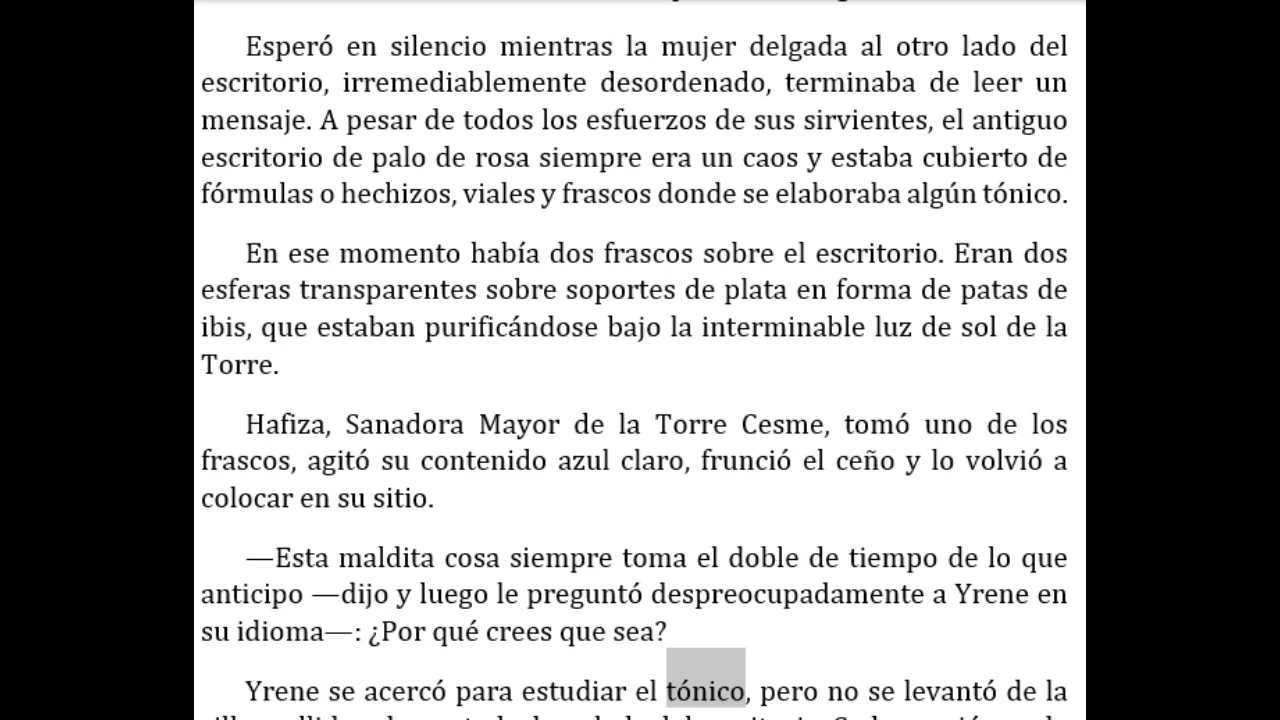 Esperó en silencio mientras la mujer delgada al otro lado del
escritorio, irremediablemente desordenado, terminaba de leer un
mensaje. A pesar de todos los esfuerzos de sus sirvientes, el antiguo
escritorio de palo de rosa siempre era un caos y estaba cubierto de
fórmulas o hechizos, viales y frascos donde se elaboraba algún tónico.
En ese momento había dos frascos sobre el escritorio. Eran dos
esferas transparentes sobre soportes de plata en forma de patas de
ibis, que estaban purificándose bajo la interminable luz de sol de la
Torre.
Hafiza, Sanadora Mayor de la Torre Cesme, tomó uno de los
frascos, agitó su contenido azul claro, frunció el ceño y lo volvió a
colocar en su sitio.
—Esta maldita cosa siempre toma el doble de tiempo de lo que
anticipo —dijo y luego le preguntó despreocupadamente a Yrene en
su idioma—: ¿Por qué crees que sea?
Yrene se acercó para estudiar el tónico, pero no se levantó de la